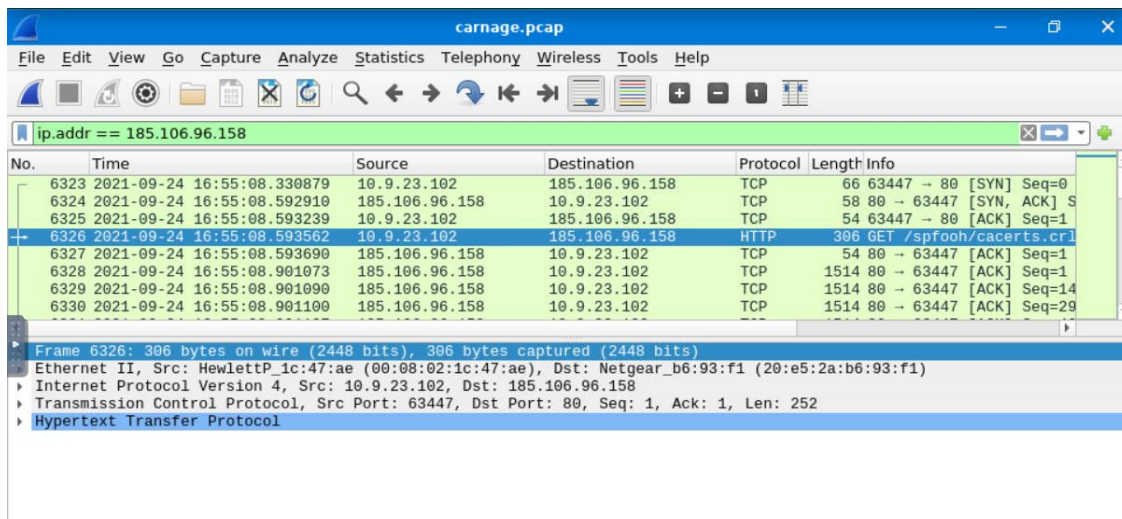 carnage.pcap
File Edit View Go Capture Analyze Statistics Telephony Wireless Tools Help
ip.addr == 185.106.96.158
No. Time Source Destination Protocol Length Info
6323 2021-09-24 16:55:08.330879 10.9.23.102 185.106.96.158 TCP 66 63447 → 80 [SYN] Seq=0
6324 2021-09-24 16:55:08.592910 185.106.96.158 10.9.23.102 TCP 58 80 → 63447 [SYN, ACK] S
6325 2021-09-24 16:55:08.593239 10.9.23.102 185.106.96.158 TCP 54 63447 → 80 [ACK] Seq=1
6326 2021-09-24 16:55:08.593562 10.9.23.102 185.106.96.158 HTTP 306 GET /spfooh/cacerts.crl
6327 2021-09-24 16:55:08.593690 185.106.96.158 10.9.23.102 TCP 54 80 → 63447 [ACK] Seq=1
6328 2021-09-24 16:55:08.901073 185.106.96.158 10.9.23.102 TCP 1514 80 → 63447 [ACK] Seq=1
6329 2021-09-24 16:55:08.901090 185.106.96.158 10.9.23.102 TCP 1514 80 → 63447 [ACK] Seq=14
6330 2021-09-24 16:55:08.901100 185.106.96.158 10.9.23.102 TCP 1514 80 → 63447 [ACK] Seq=29
Frame 6326: 306 bytes on wire (2448 bits), 306 bytes captured (2448 bits)
Ethernet II, Src: HewlettP_1c:47:ae (00:08:02:1c:47:ae), Dst: Netgear_b6:93:f1 (20:e5:2a:b6:93:f1)
Internet Protocol Version 4, Src: 10.9.23.102, Dst: 185.106.96.158
Transmission Control Protocol, Src Port: 63447, Dst Port: 80, Seq: 1, Ack: 1, Len: 252
Hypertext Transfer Protocol